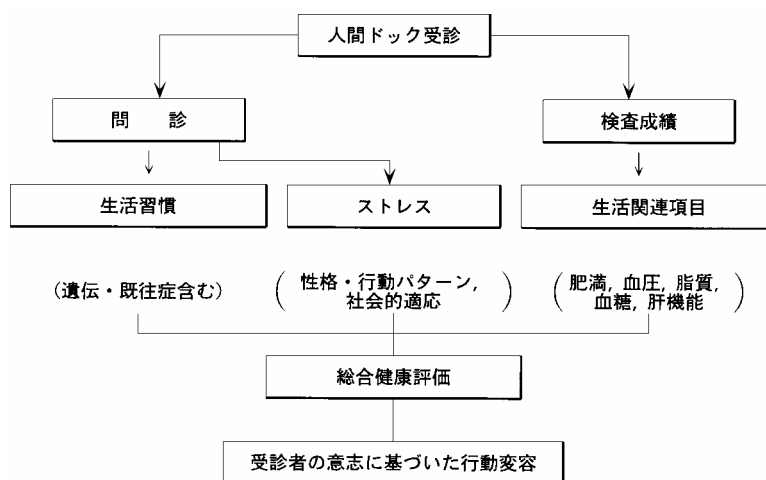 人間ドック受診
問　　診
検査成績
生活習慣
ストレス
生活関連項目
(遺伝・既往症含む)
(性格・行動パターン,
社会的適応)
(肥満, 血圧, 脂質,
血糖, 肝機能)
総合健康評価
受診者の意志に基づいた行動変容